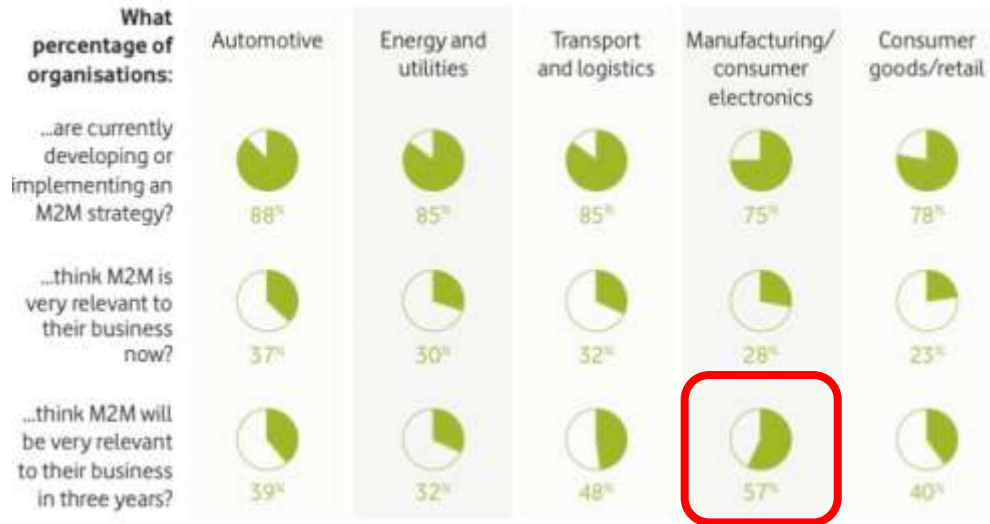 What
percentage of
organisations:
Automotive
Energy and
utilities
Transport
and logistics
Manufacturing/
consumer
electronics
Consumer
goods/retail
...are currently
developing or
implementing an
M2M strategy?
88%
85%
85%
75%
78%
...think M2M is
very relevant to
their business
now?
37%
30%
32%
28%
23%
...think M2M will
be very relevant
to their business
in three years?
39%
32%
48%
57%
40%